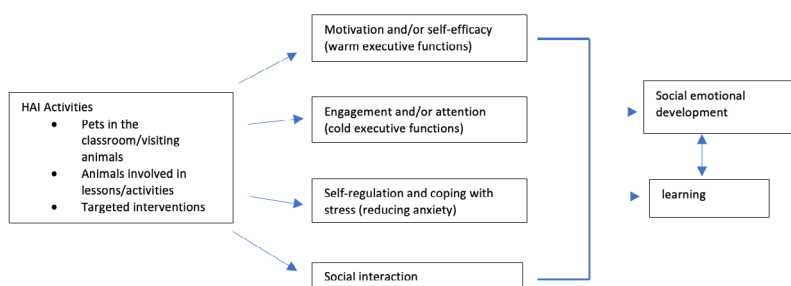 HAI Activities
• Pets in the
classroom/visiting
animals
• Animals involved in
lessons/activities
• Targeted interventions
Motivation and/or self-efficacy
(warm executive functions)
Engagement and/or attention
(cold executive functions)
Self-regulation and coping with
stress (reducing anxiety)
Social interaction
Social emotional
development
learning